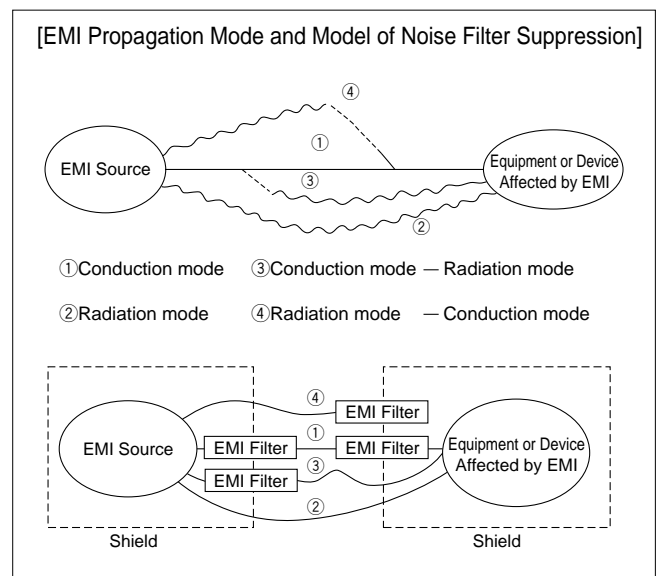 [EMI Propagation Mode and Model of Noise Filter Suppression]
④
①
EMI Source
Equipment or Device
Affected by EMI
③
②
①Conduction mode ③Conduction mode — Radiation mode
②Radiation mode ④Radiation mode — Conduction mode
④
EMI Filter
①
EMI Source
EMI Filter
EMI Filter
Equipment or Device
Affected by EMI
③
EMI Filter
②
Shield
Shield